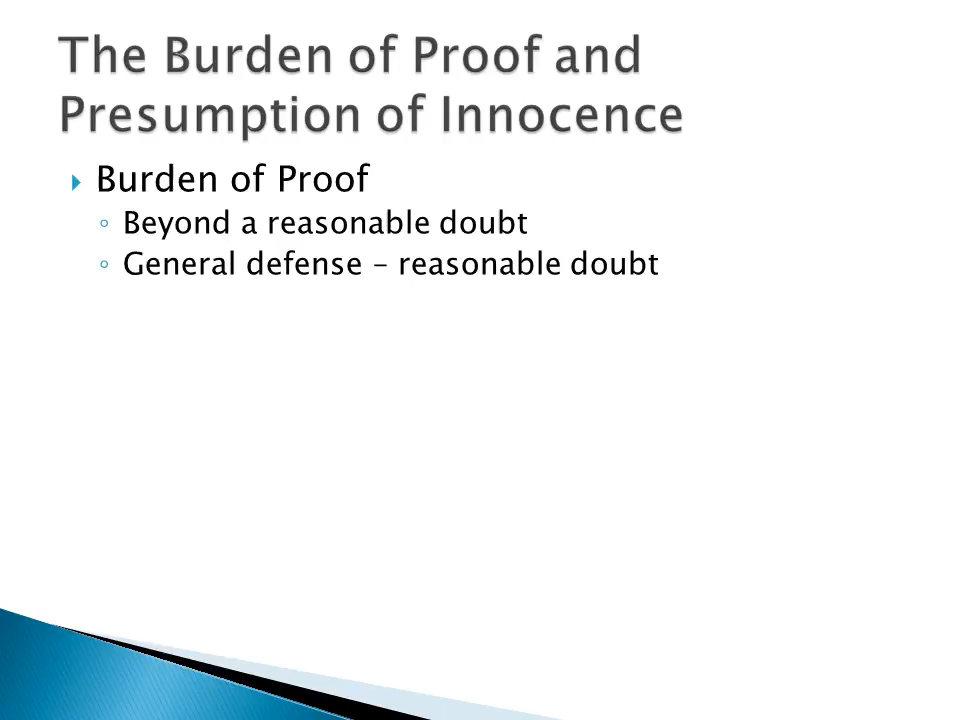 The Burden of Proof and
Presumption of Innocence
Burden of Proof
Beyond a reasonable doubt
General defense – reasonable doubt